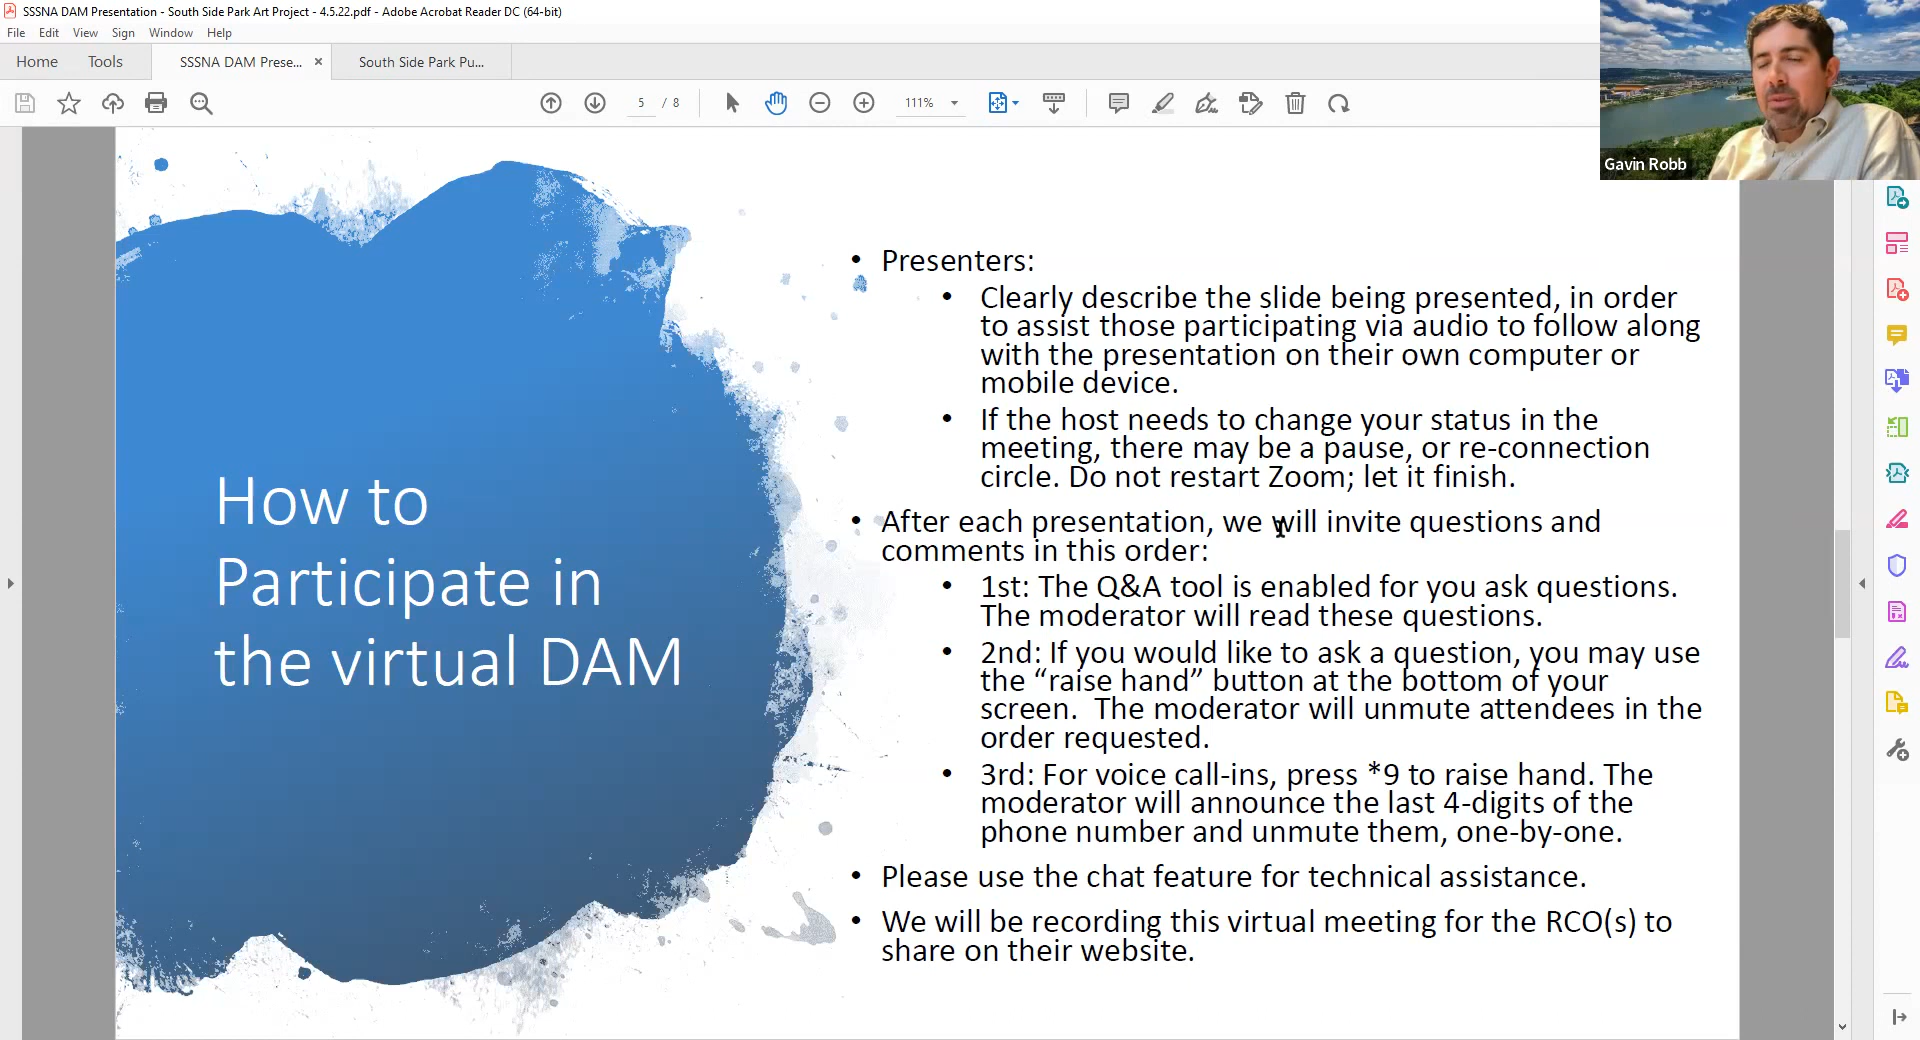 SSSNA DAM Presentation - South Side Park Art Project - 4.5.22.pdf - Adobe Acrobat Reader DC (64-bit)
File Edit View Sign Window Help
Home Tools SSSNA DAM Prese... × South Side Park Pu...
5 / 8 111%
Gavin Robb
How to
Participate in
the virtual DAM
• Presenters:
• Clearly describe the slide being presented, in order
to assist those participating via audio to follow along
with the presentation on their own computer or
mobile device.
• If the host needs to change your status in the
meeting, there may be a pause, or re-connection
circle. Do not restart Zoom; let it finish.
• After each presentation, we will invite questions and
comments in this order:
• 1st: The Q&A tool is enabled for you ask questions.
The moderator will read these questions.
• 2nd: If you would like to ask a question, you may use
the “raise hand” button at the bottom of your
screen.  The moderator will unmute attendees in the
order requested.
• 3rd: For voice call-ins, press *9 to raise hand. The
moderator will announce the last 4-digits of the
phone number and unmute them, one-by-one.
• Please use the chat feature for technical assistance.
• We will be recording this virtual meeting for the RCO(s) to
share on their website.